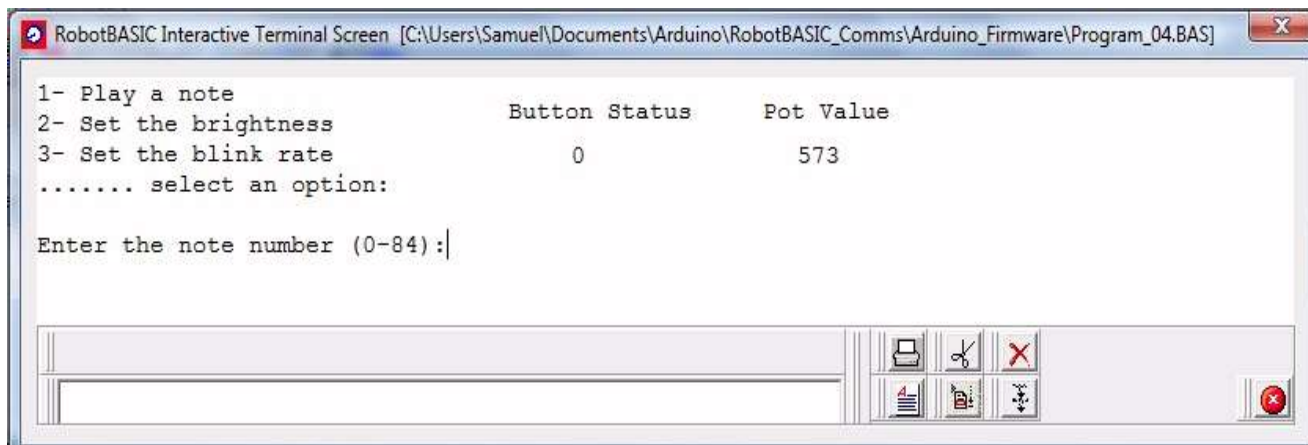 RobotBASIC Interactive Terminal Screen [C:\Users\Samuel\Documents\Arduino\RobotBASIC_Comms\Arduino_Firmware\Program_04.BAS]
1- Play a note
2- Set the brightness
3- Set the blink rate
....... select an option:
Button Status Pot Value
0 573
Enter the note number (0-84):